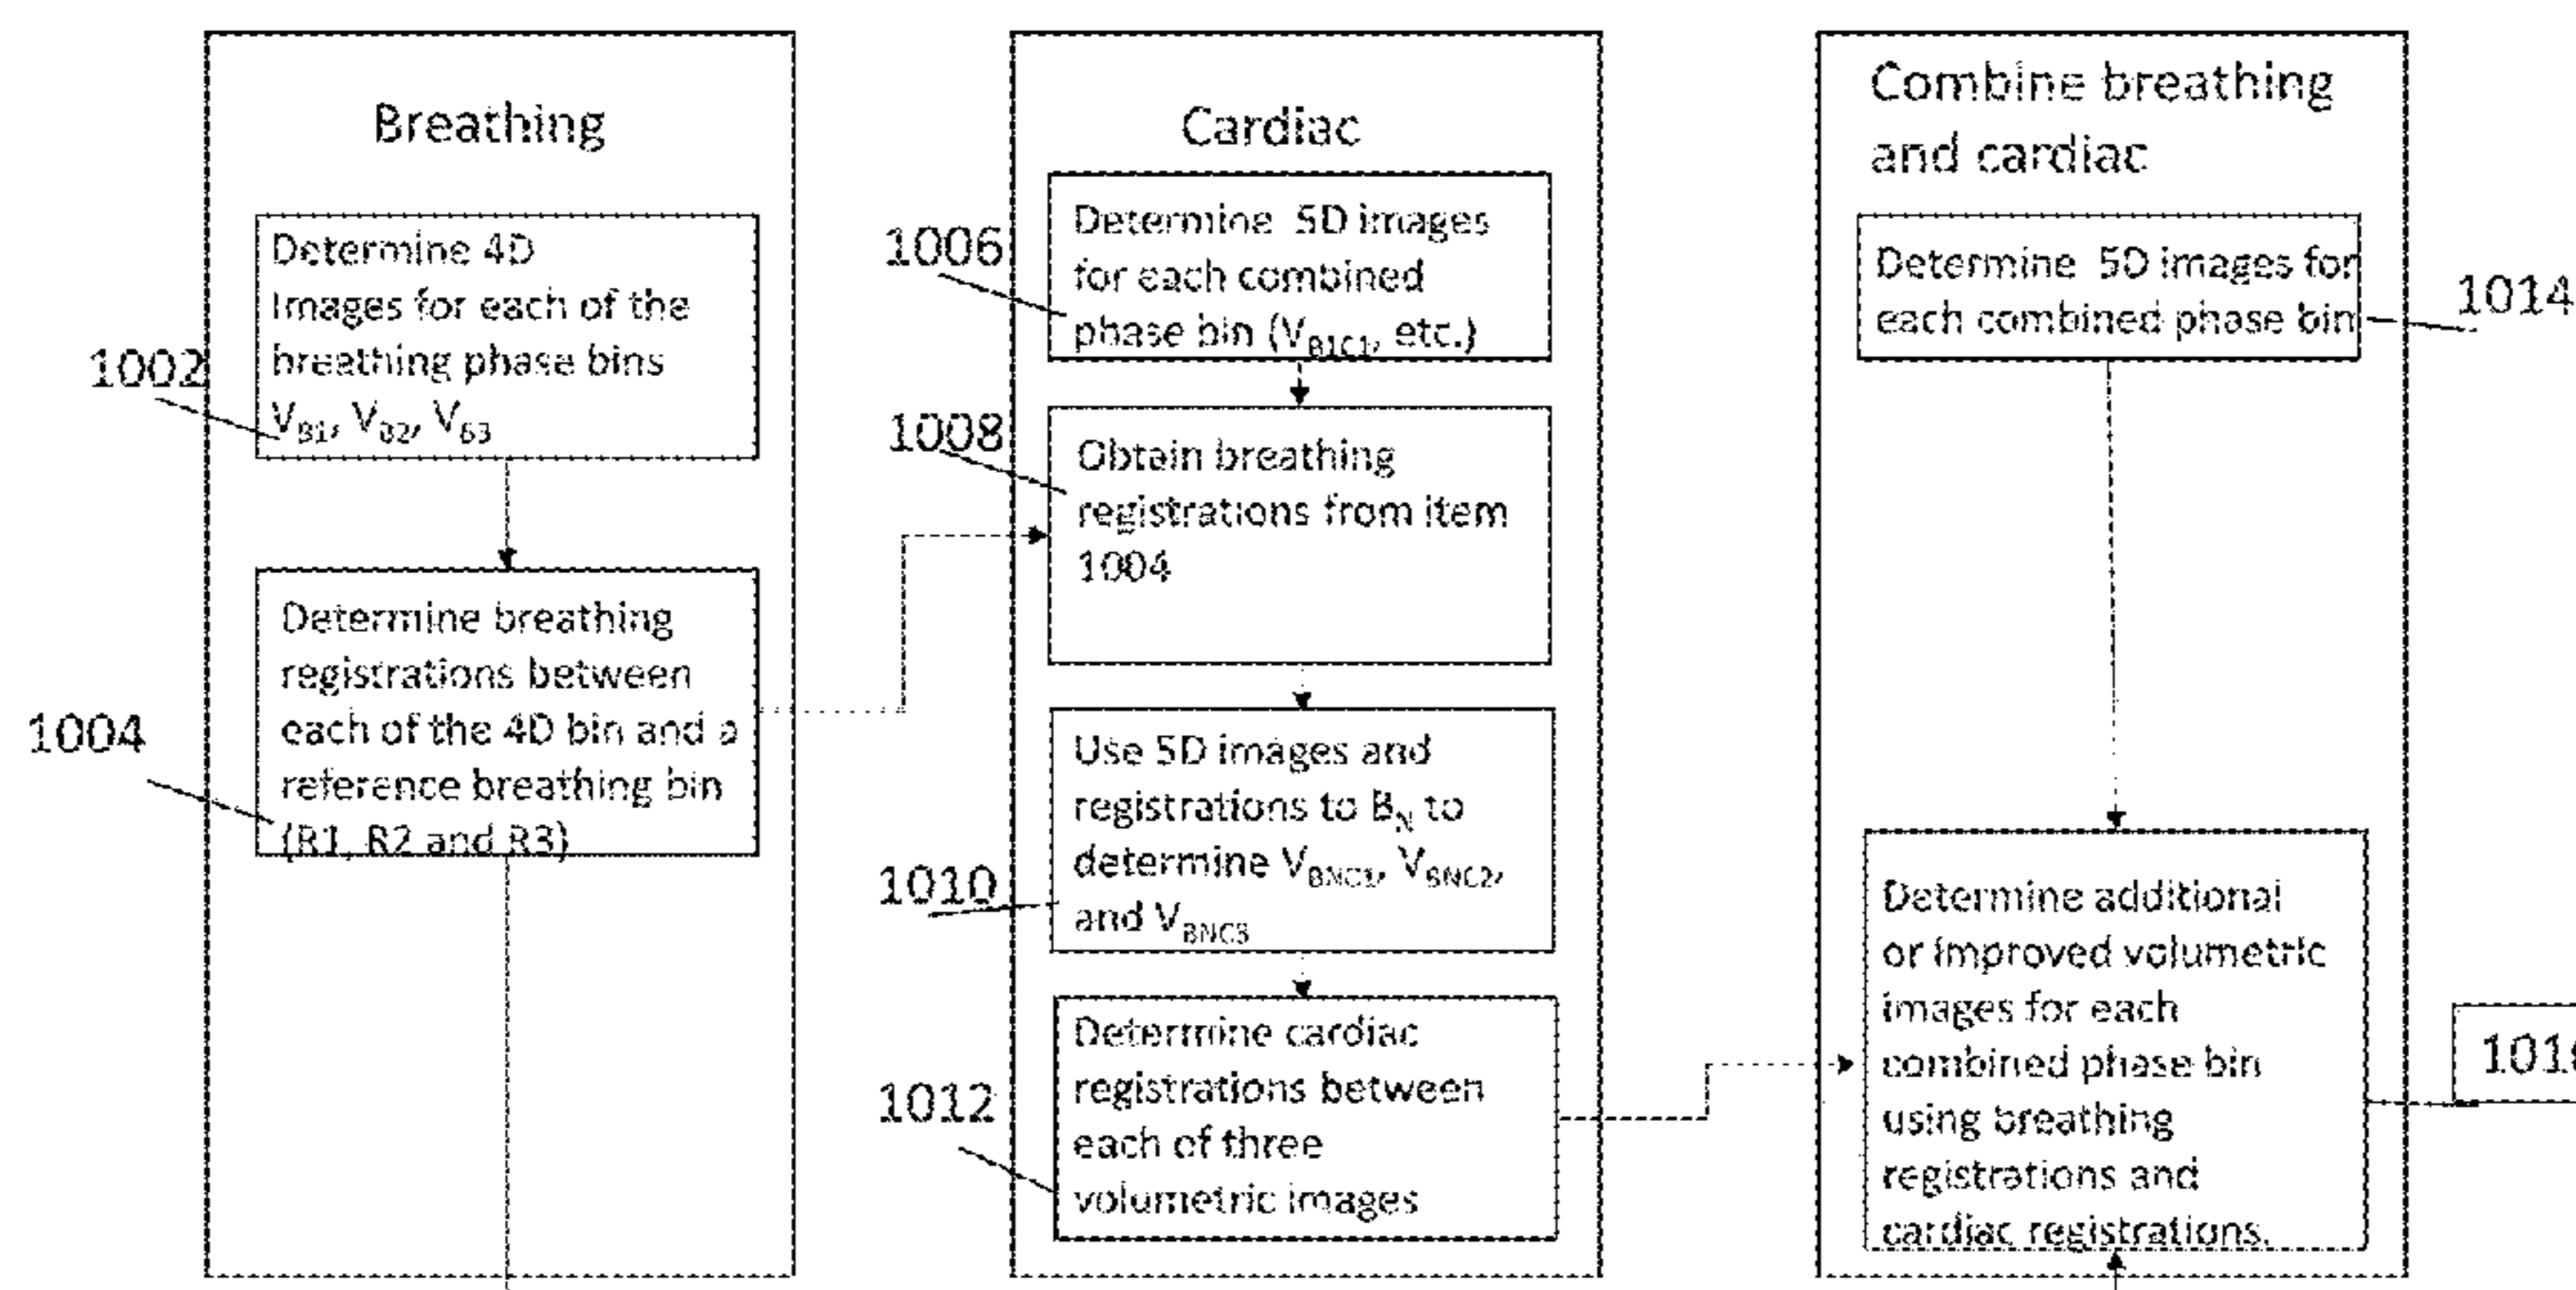 Breathing
1002
Determine 4D
Images for each of the
breathing phase bins
V_B1, V_B2, V_B3
1004
Determine breathing
registrations between
each of the 4D bin and a
reference breathing bin
(R1, R2 and R3)
Cardiac
1006
Determine 5D images
for each combined
phase bin (V_B1C1, etc.)
1008
Obtain breathing
registrations from item
1004
1010
Use 5D images and
registrations to B_N to
determine V_BNC1, V_BNC2,
and V_BNC3
1012
Determine cardiac
registrations between
each of three
volumetric images
Combine breathing
and cardiac
Determine 5D images for
each combined phase bin
1014
Determine additional
or improved volumetric
images for each
combined phase bin
using breathing
registrations and
cardiac registrations.